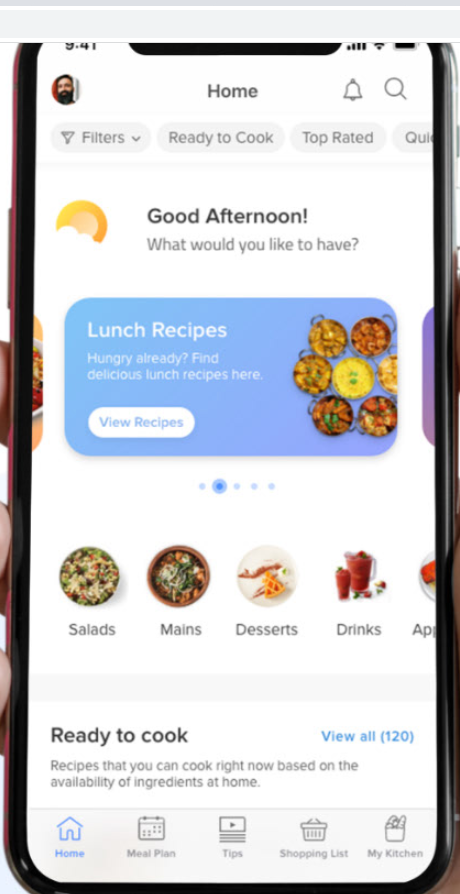 9:41
Home
Filters
Ready to Cook
Top Rated
Good Afternoon!
What would you like to have?
Lunch Recipes
Hungry already? Find
delicious lunch recipes here.
View Recipes
Salads
Mains
Desserts
Drinks
Ready to cook
View all (120)
Recipes that you can cook right now based on the
availability of ingredients at home.
Home
Meal Plan
Tips
Shopping List
My Kitchen